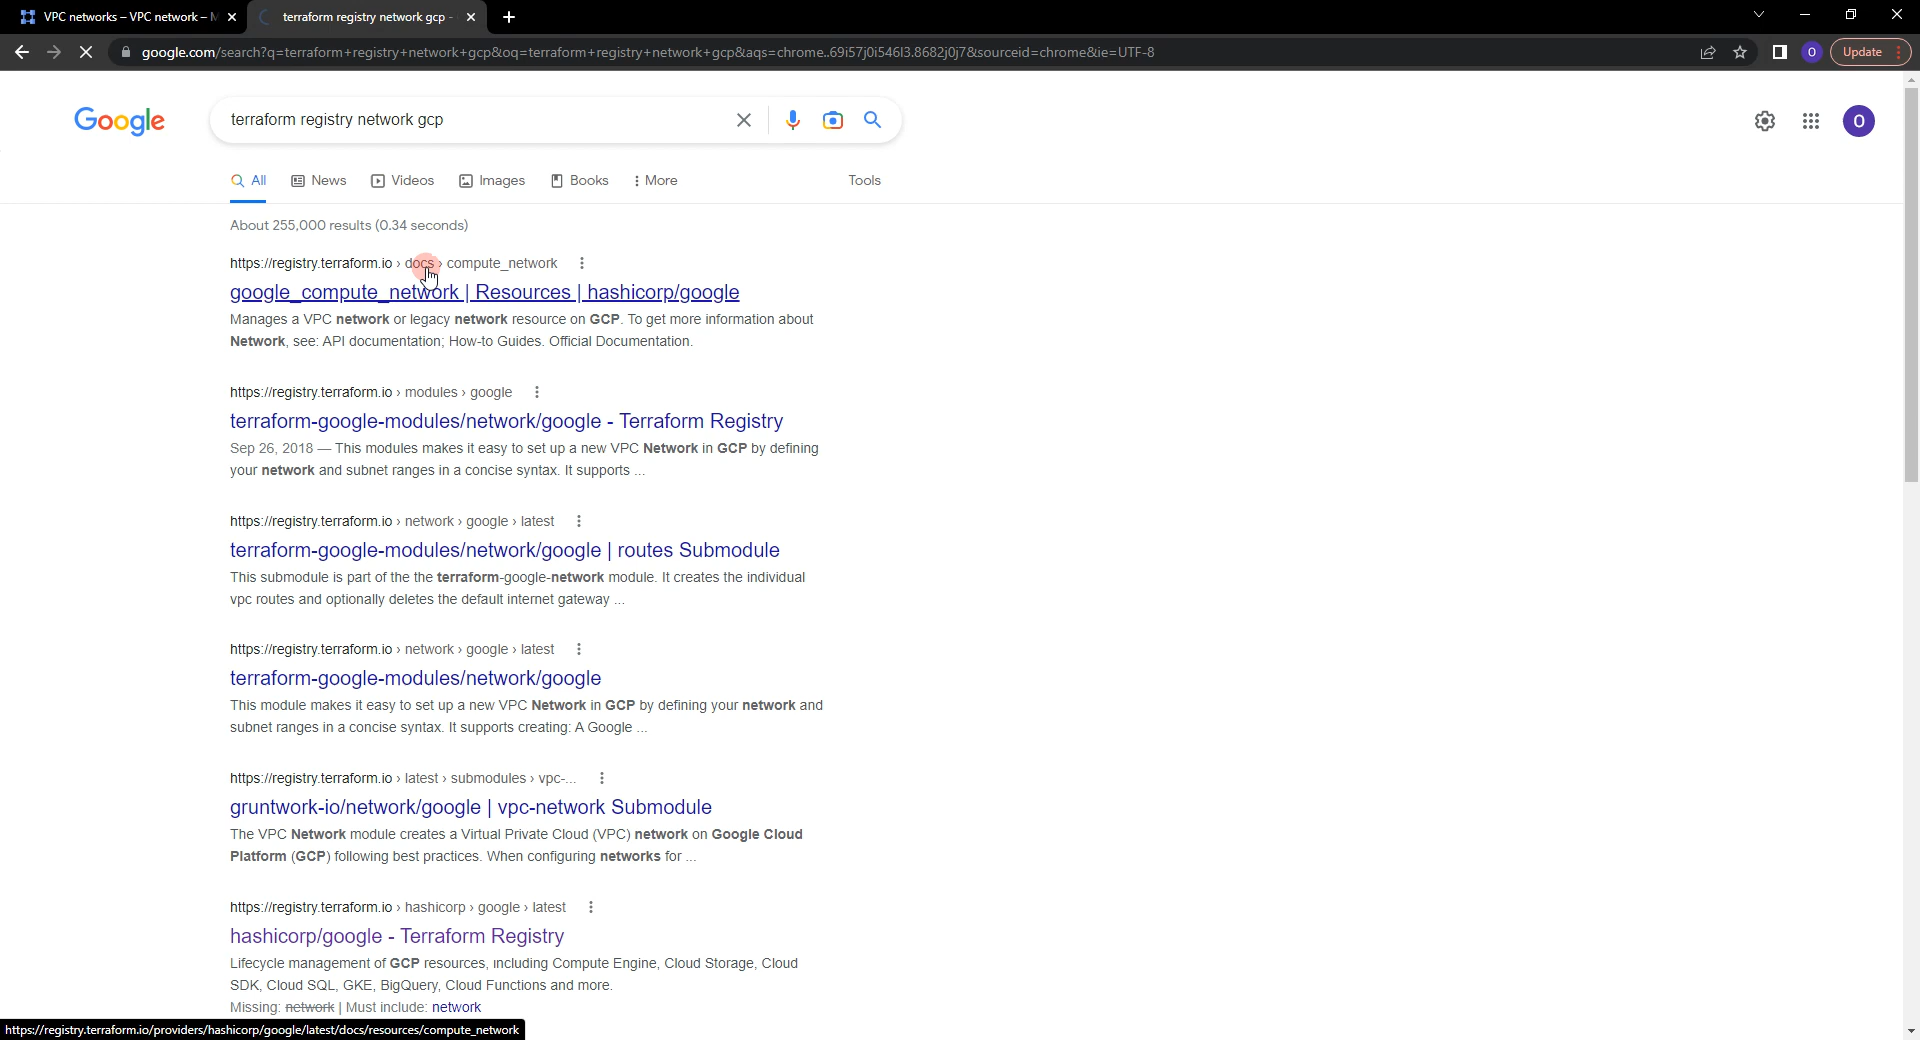 VPC networks – VPC network – M
terraform registry network gcp -
google.com/search?q=terraform+registry+network+gcp&oq=terraform+registry+network+gcp&aqs=chrome..69i57j0i546l3.8682j0j7&sourceid=chrome&ie=UTF-8
O
Update
Google
terraform registry network gcp
O
All
News
Videos
Images
Books
More
Tools
About 255,000 results (0.34 seconds)
https://registry.terraform.io › docs › compute_network
google_compute_network | Resources | hashicorp/google
Manages a VPC network or legacy network resource on GCP. To get more information about
Network, see: API documentation; How-to Guides. Official Documentation.
https://registry.terraform.io › modules › google
terraform-google-modules/network/google - Terraform Registry
Sep 26, 2018 — This modules makes it easy to set up a new VPC Network in GCP by defining
your network and subnet ranges in a concise syntax. It supports ...
https://registry.terraform.io › network › google › latest
terraform-google-modules/network/google | routes Submodule
This submodule is part of the the terraform-google-network module. It creates the individual
vpc routes and optionally deletes the default internet gateway ...
https://registry.terraform.io › network › google › latest
terraform-google-modules/network/google
This module makes it easy to set up a new VPC Network in GCP by defining your network and
subnet ranges in a concise syntax. It supports creating: A Google ...
https://registry.terraform.io › latest › submodules › vpc-...
gruntwork-io/network/google | vpc-network Submodule
The VPC Network module creates a Virtual Private Cloud (VPC) network on Google Cloud
Platform (GCP) following best practices. When configuring networks for ...
https://registry.terraform.io › hashicorp › google › latest
hashicorp/google - Terraform Registry
Lifecycle management of GCP resources, including Compute Engine, Cloud Storage, Cloud
SDK, Cloud SQL, GKE, BigQuery, Cloud Functions and more.
Missing: network | Must include: network
https://registry.terraform.io/providers/hashicorp/google/latest/docs/resources/compute_network